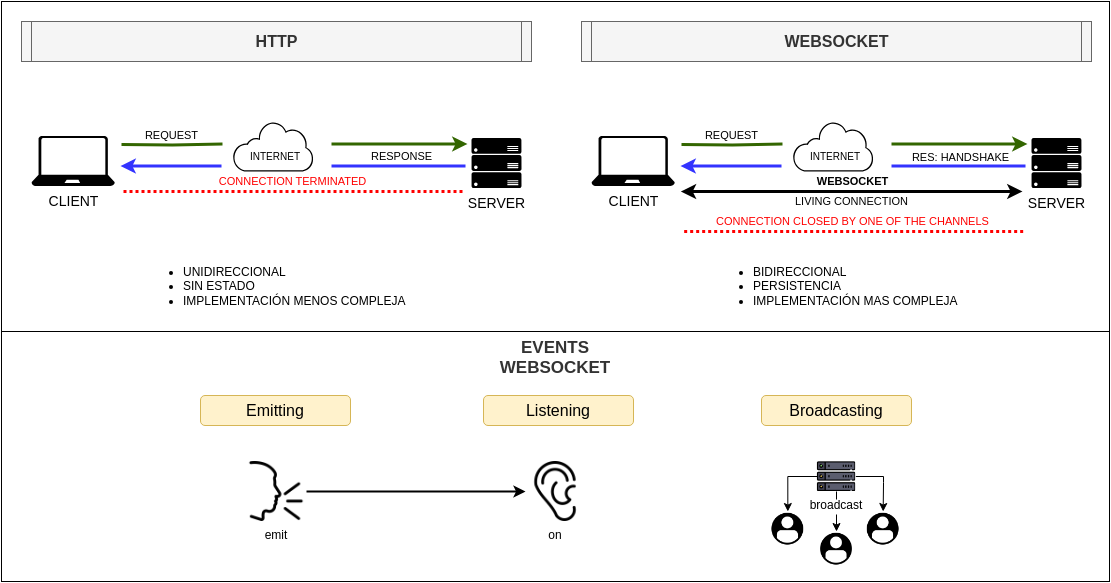 HTTP
REQUEST
INTERNET
RESPONSE
CONNECTION TERMINATED
CLIENT
SERVER
UNIDIRECCIONAL
SIN ESTADO
IMPLEMENTACIÓN MENOS COMPLEJA
WEBSOCKET
REQUEST
INTERNET
RES: HANDSHAKE
WEBSOCKET
LIVING CONNECTION
CLIENT
SERVER
CONNECTION CLOSED BY ONE OF THE CHANNELS
BIDIRECCIONAL
PERSISTENCIA
IMPLEMENTACIÓN MAS COMPLEJA
EVENTS
WEBSOCKET
Emitting
Listening
Broadcasting
emit
on
broadcast